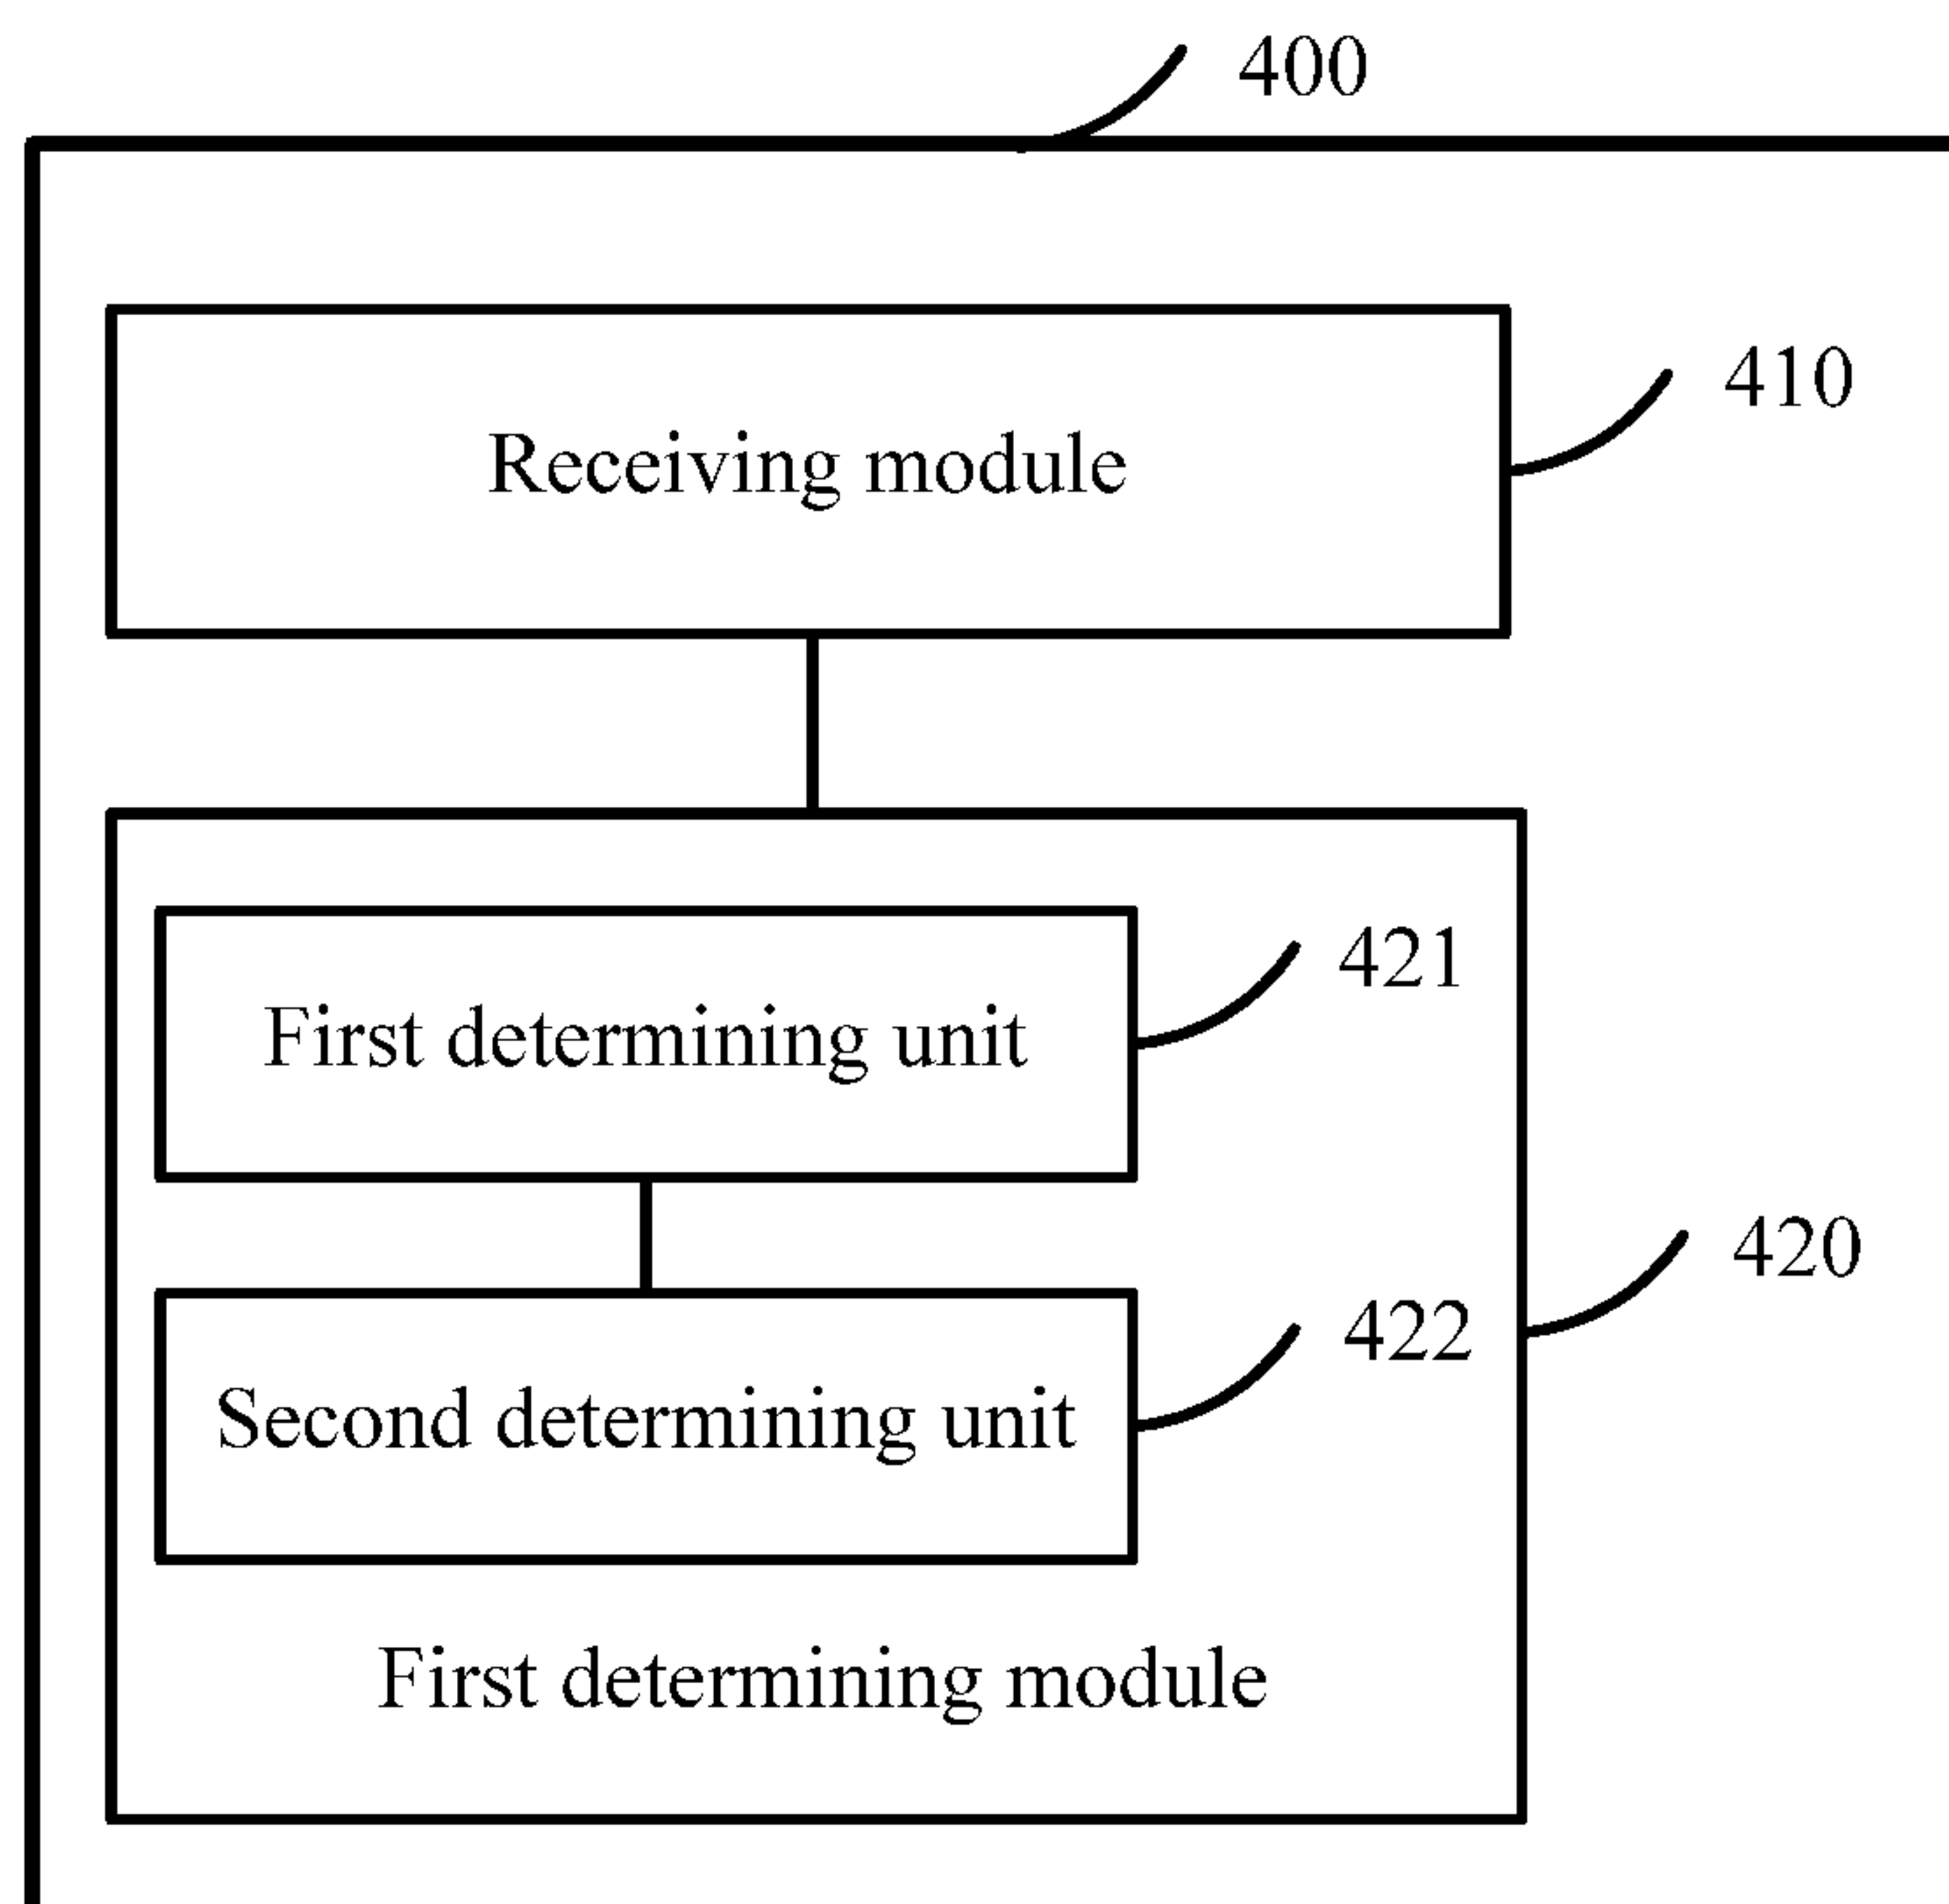 400
Receiving module
410
First determining unit
421
420
Second determining unit
422
First determining module